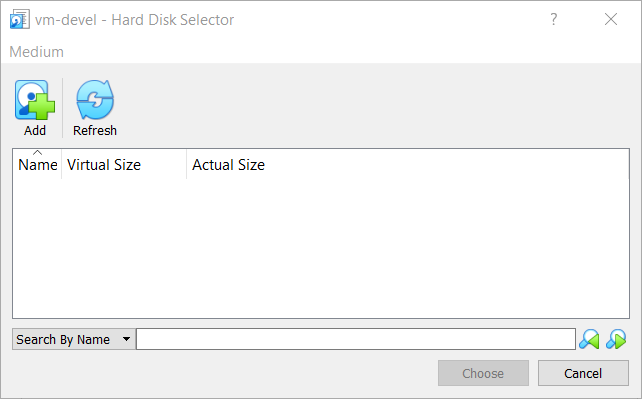 vm-devel - Hard Disk Selector
?
Medium
Add
Refresh
Name Virtual Size Actual Size
Search By Name
Choose Cancel